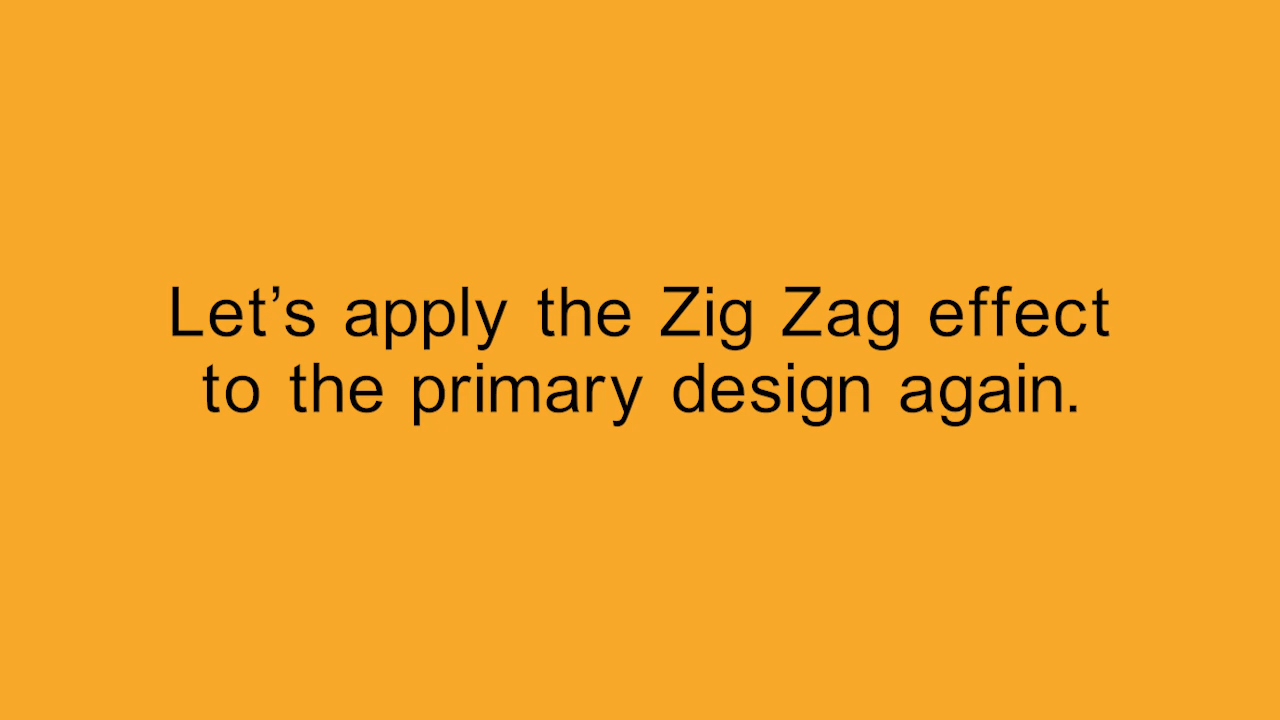 Let’s apply the Zig Zag effect
to the primary design again.